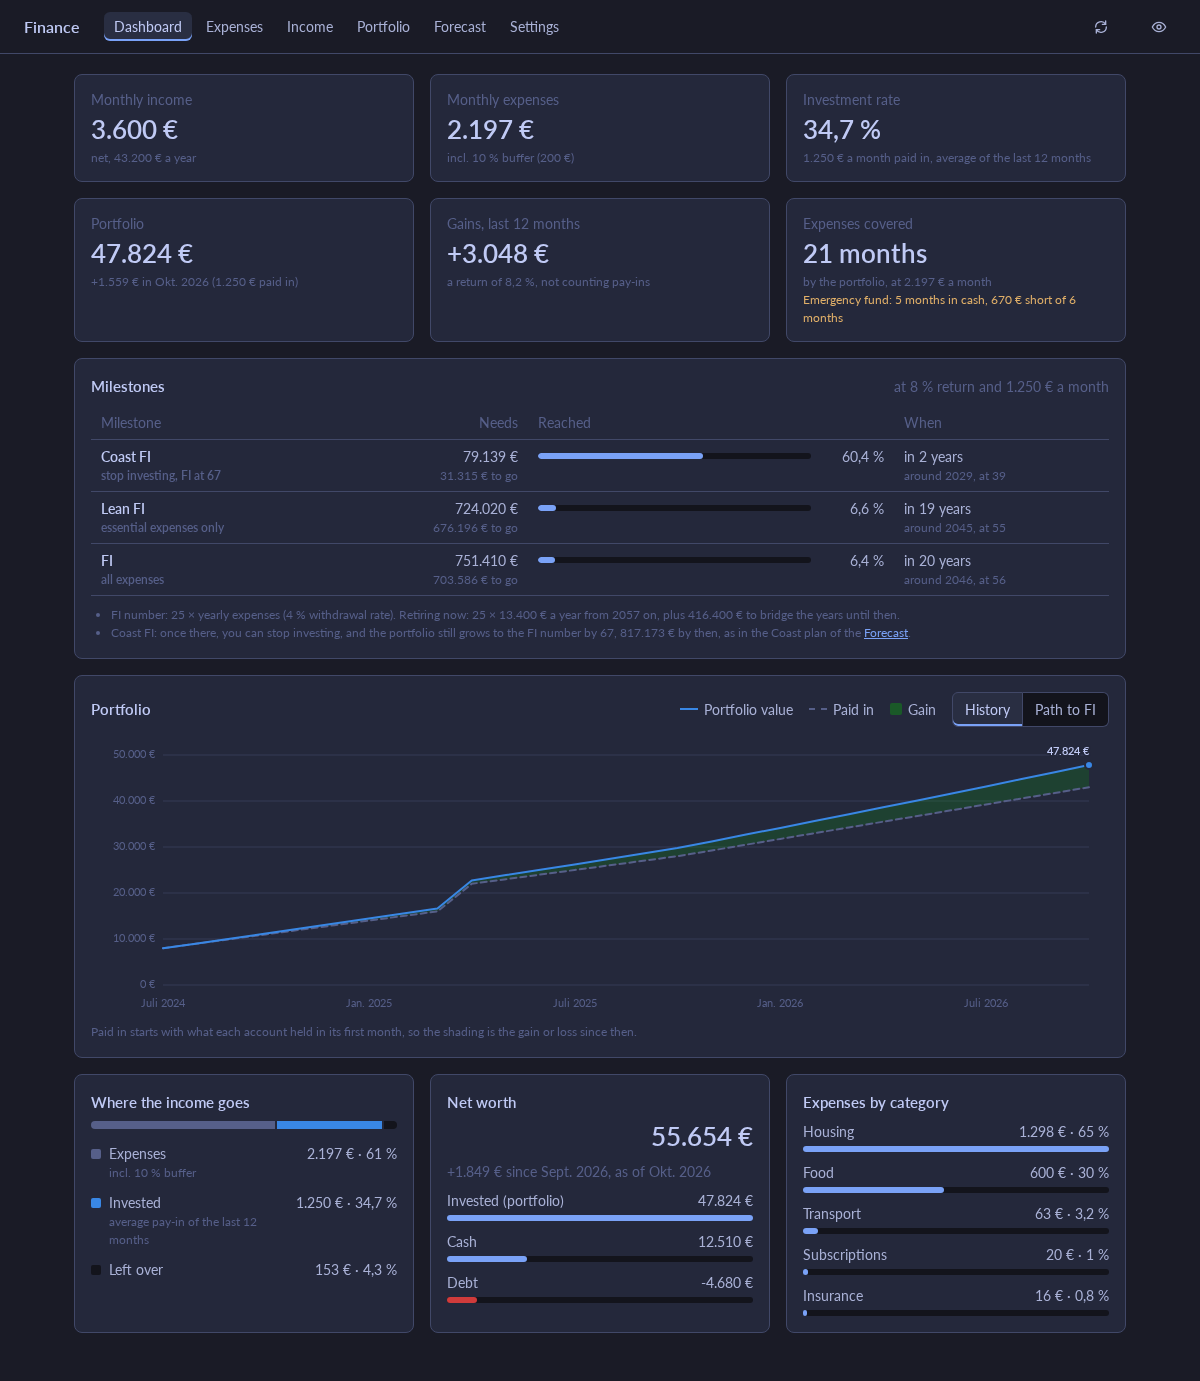 Finance Dashboard Expenses Income Portfolio Forecast Settings
Monthly income
3.600 €
net, 43.200 € a year
Monthly expenses
2.197 €
incl. 10 % buffer (200 €)
Investment rate
34,7 %
1.250 € a month paid in, average of the last 12 months
Portfolio
47.824 €
+1.559 € in Okt. 2026 (1.250 € paid in)
Gains, last 12 months
+3.048 €
a return of 8,2 %, not counting pay-ins
Expenses covered
21 months
by the portfolio, at 2.197 € a month
Emergency fund: 5 months in cash, 670 € short of 6
months
Milestones
at 8 % return and 1.250 € a month
Milestone Needs Reached When
Coast FI 79.139 € 60,4 % in 2 years
stop investing, FI at 67 31.315 € to go around 2029, at 39
Lean FI 724.020 € 6,6 % in 19 years
essential expenses only 676.196 € to go around 2045, at 55
FI 751.410 € 6,4 % in 20 years
all expenses 703.586 € to go around 2046, at 56
• FI number: 25 × yearly expenses (4 % withdrawal rate). Retiring now: 25 × 13.400 € a year from 2057 on, plus 416.400 € to bridge the years until then.
• Coast FI: once there, you can stop investing, and the portfolio still grows to the FI number by 67, 817.173 € by then, as in the Coast plan of the Forecast.
Portfolio
Portfolio value Paid in Gain History Path to FI
47.824 €
50.000 €
40.000 €
30.000 €
20.000 €
10.000 €
0 €
Juli 2024 Jan. 2025 Juli 2025 Jan. 2026 Juli 2026
Paid in starts with what each account held in its first month, so the shading is the gain or loss since then.
Where the income goes
Expenses 2.197 € · 61 %
incl. 10 % buffer
Invested 1.250 € · 34,7 %
average pay-in of the last 12
months
Left over 153 € · 4,3 %
Net worth
55.654 €
+1.849 € since Sept. 2026, as of Okt. 2026
Invested (portfolio) 47.824 €
Cash 12.510 €
Debt -4.680 €
Expenses by category
Housing 1.298 € · 65 %
Food 600 € · 30 %
Transport 63 € · 3,2 %
Subscriptions 20 € · 1 %
Insurance 16 € · 0,8 %